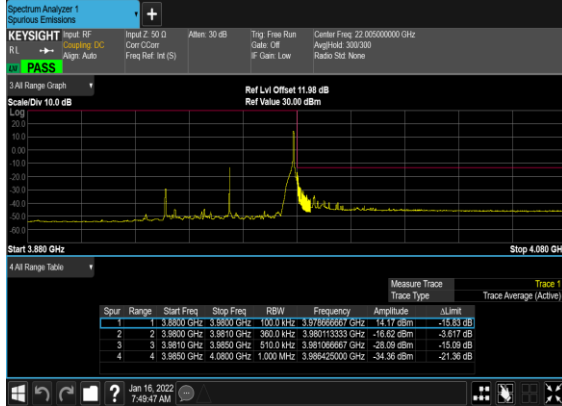 Spectrum Analyzer 1
Spurious Emissions
+
KEYSIGHT Input: RF Input Z: 50 Ω Atten: 30 dB Trig: Free Run Center Freq: 22.005000000 GHz
RL Coupling: DC Corr CCorr Gate: Off Avg|Hold: 300/300
Align: Auto Freq Ref: Int (S) IF Gain: Low Radio Std: None
PASS
3 All Range Graph
Ref Lvl Offset 11.98 dB
Scale/Div 10.0 dB Ref Value 30.00 dBm
Log
20.0
10.0
0.00
-10.0
-20.0
-30.0
-40.0
-50.0
-60.0
Start 3.880 GHz Stop 4.080 GH
4 All Range Table
Measure Trace Trace 1
Trace Type Trace Average (Active)
Spur Range Start Freq Stop Freq RBW Frequency Amplitude ΔLimit
1 1 3.8800 GHz 3.9800 GHz 100.0 kHz 3.978666667 GHz 14.17 dBm -15.83 dB
2 2 3.9800 GHz 3.9810 GHz 360.0 kHz 3.980113333 GHz -16.62 dBm -3.617 dB
3 3 3.9810 GHz 3.9850 GHz 510.0 kHz 3.981066667 GHz -28.09 dBm -15.09 dB
4 4 3.9850 GHz 4.0800 GHz 1.000 MHz 3.986425000 GHz -34.36 dBm -21.36 dB
? Jan 16, 2022
7:49:47 AM